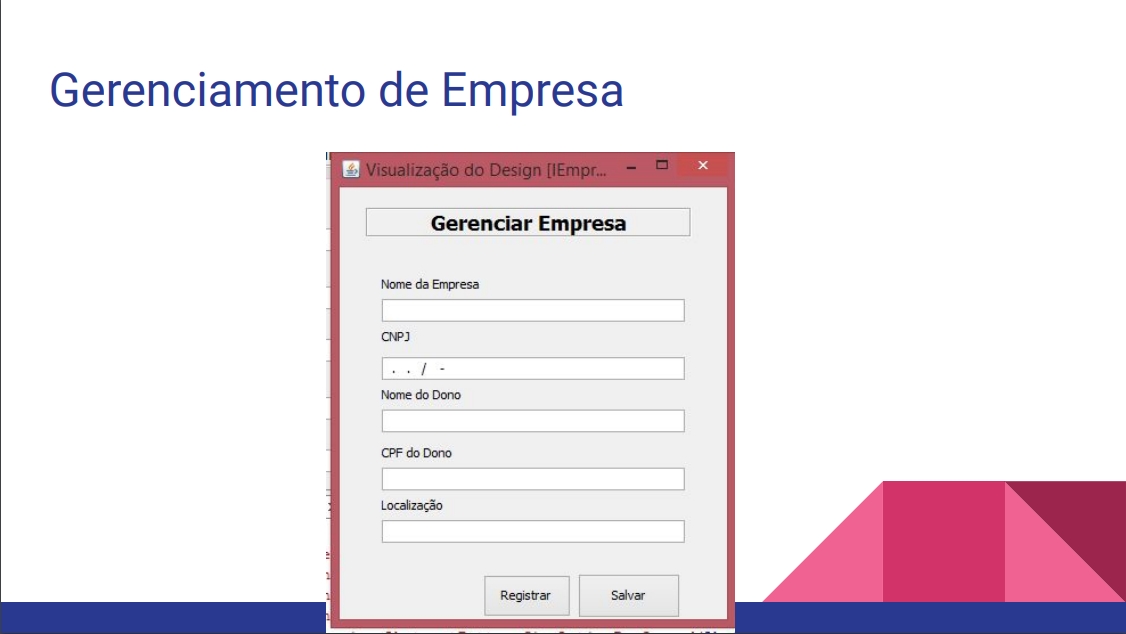 Gerenciamento de Empresa
Visualização do Design [IEmpr...
Gerenciar Empresa
Nome da Empresa
CNPJ
. . / -
Nome do Dono
CPF do Dono
Localização
Registrar Salvar